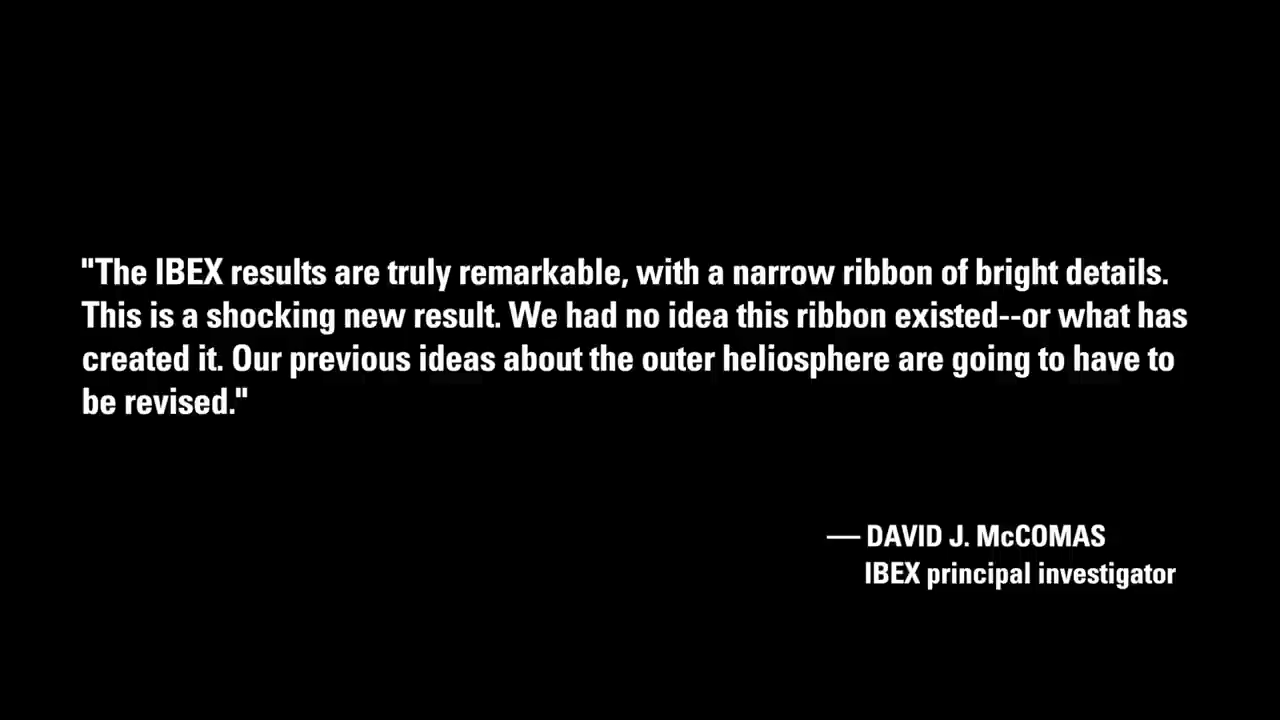 "The IBEX results are truly remarkable, with a narrow ribbon of bright details.
This is a shocking new result. We had no idea this ribbon existed--or what has
created it. Our previous ideas about the outer heliosphere are going to have to
be revised."
— DAVID J. McCOMAS
IBEX principal investigator